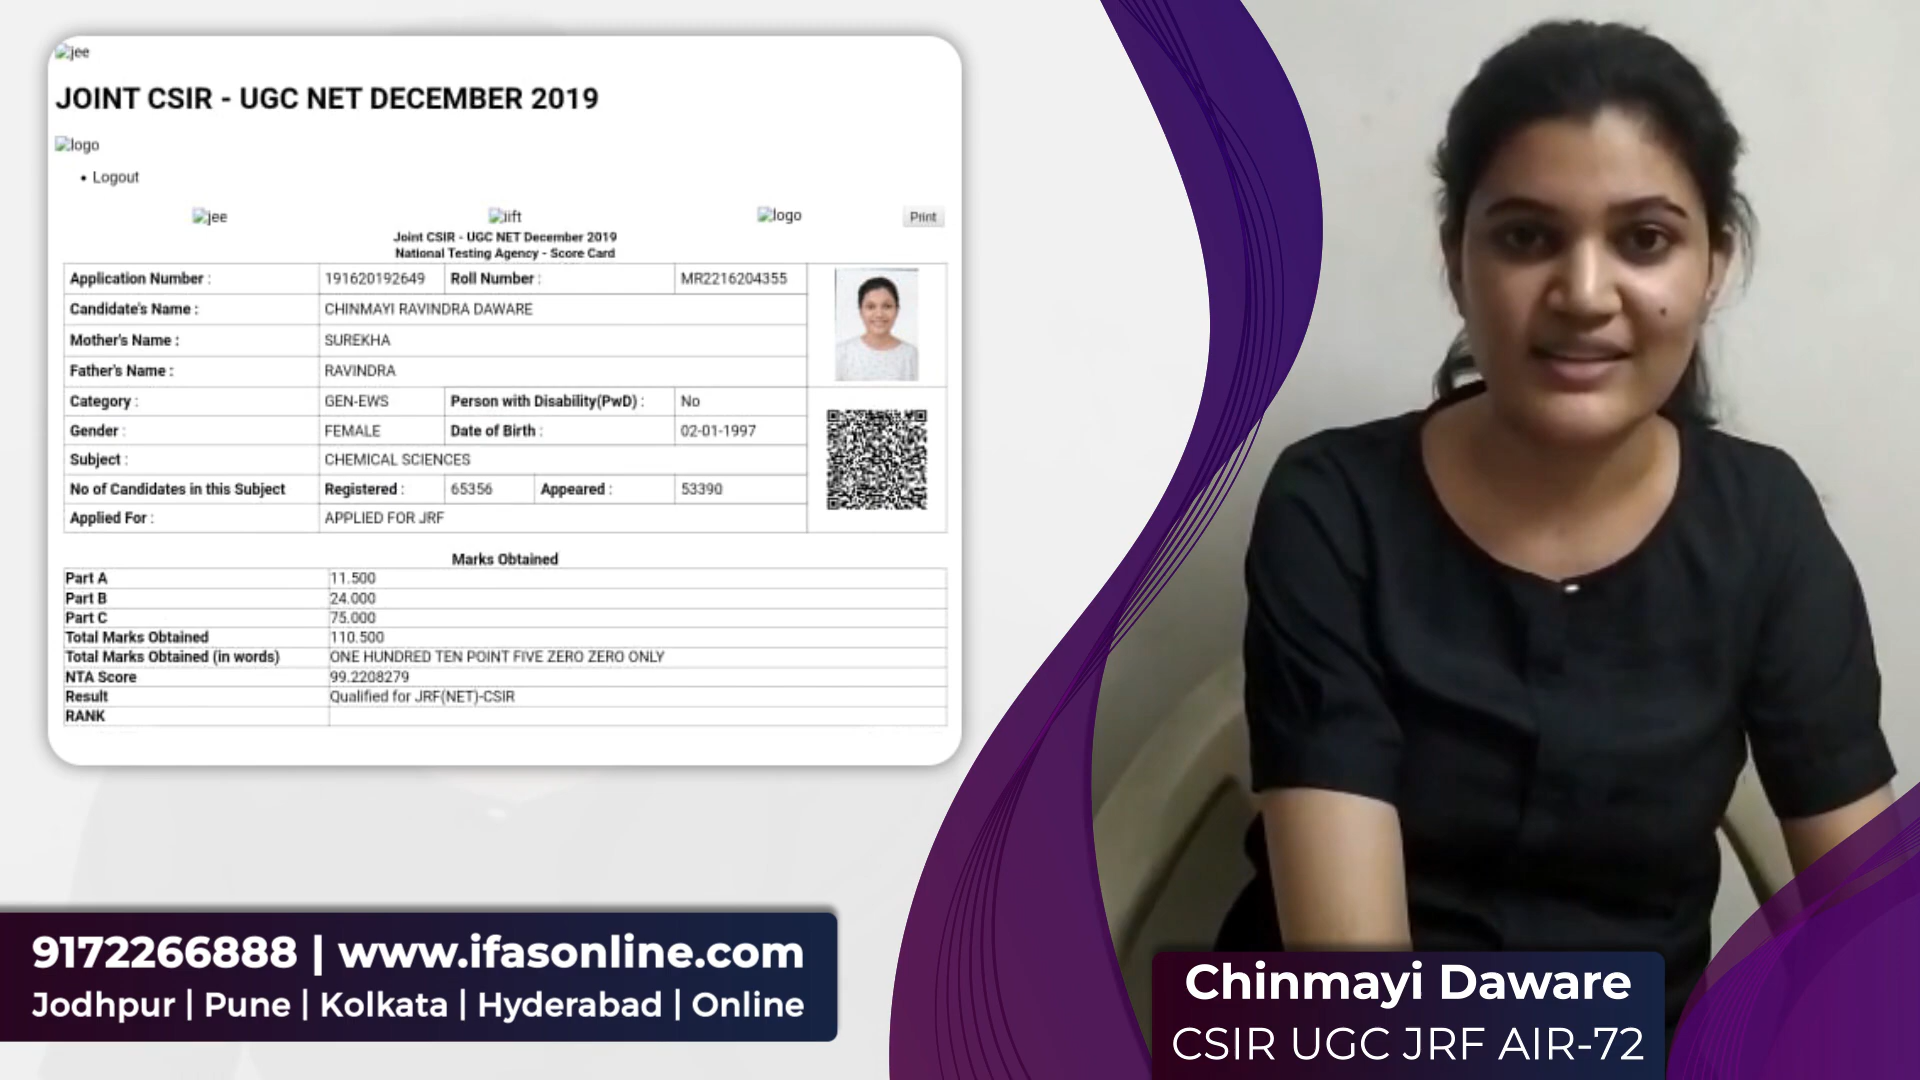 jee
JOINT CSIR - UGC NET DECEMBER 2019
logo
• Logout
jee iift logo Print
Joint CSIR - UGC NET December 2019
National Testing Agency - Score Card
Application Number : 191620192649 Roll Number : MR2216204355
Candidate's Name : CHINMAYI RAVINDRA DAWARE
Mother's Name : SUREKHA
Father's Name : RAVINDRA
Category : GEN-EWS Person with Disability(PwD) : No
Gender : FEMALE Date of Birth : 02-01-1997
Subject : CHEMICAL SCIENCES
No of Candidates in this Subject Registered : 65356 Appeared : 53390
Applied For : APPLIED FOR JRF
Marks Obtained
Part A 11.500
Part B 24.000
Part C 75.000
Total Marks Obtained 110.500
Total Marks Obtained (in words) ONE HUNDRED TEN POINT FIVE ZERO ZERO ONLY
NTA Score 99.2208279
Result Qualified for JRF(NET)-CSIR
RANK
9172266888 | www.ifasonline.com
Jodhpur | Pune | Kolkata | Hyderabad | Online
Chinmayi Daware
CSIR UGC JRF AIR-72